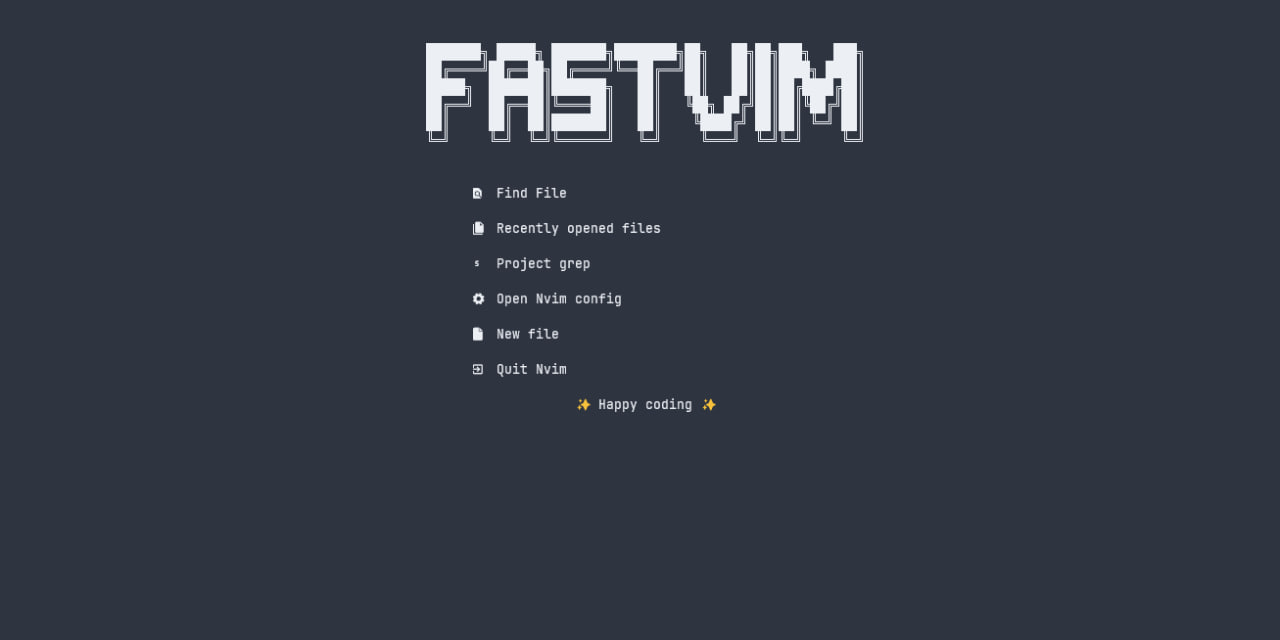 FASTVIM
Find File
Recently opened files
s Project grep
Open Nvim config
New file
Quit Nvim
✨ Happy coding ✨